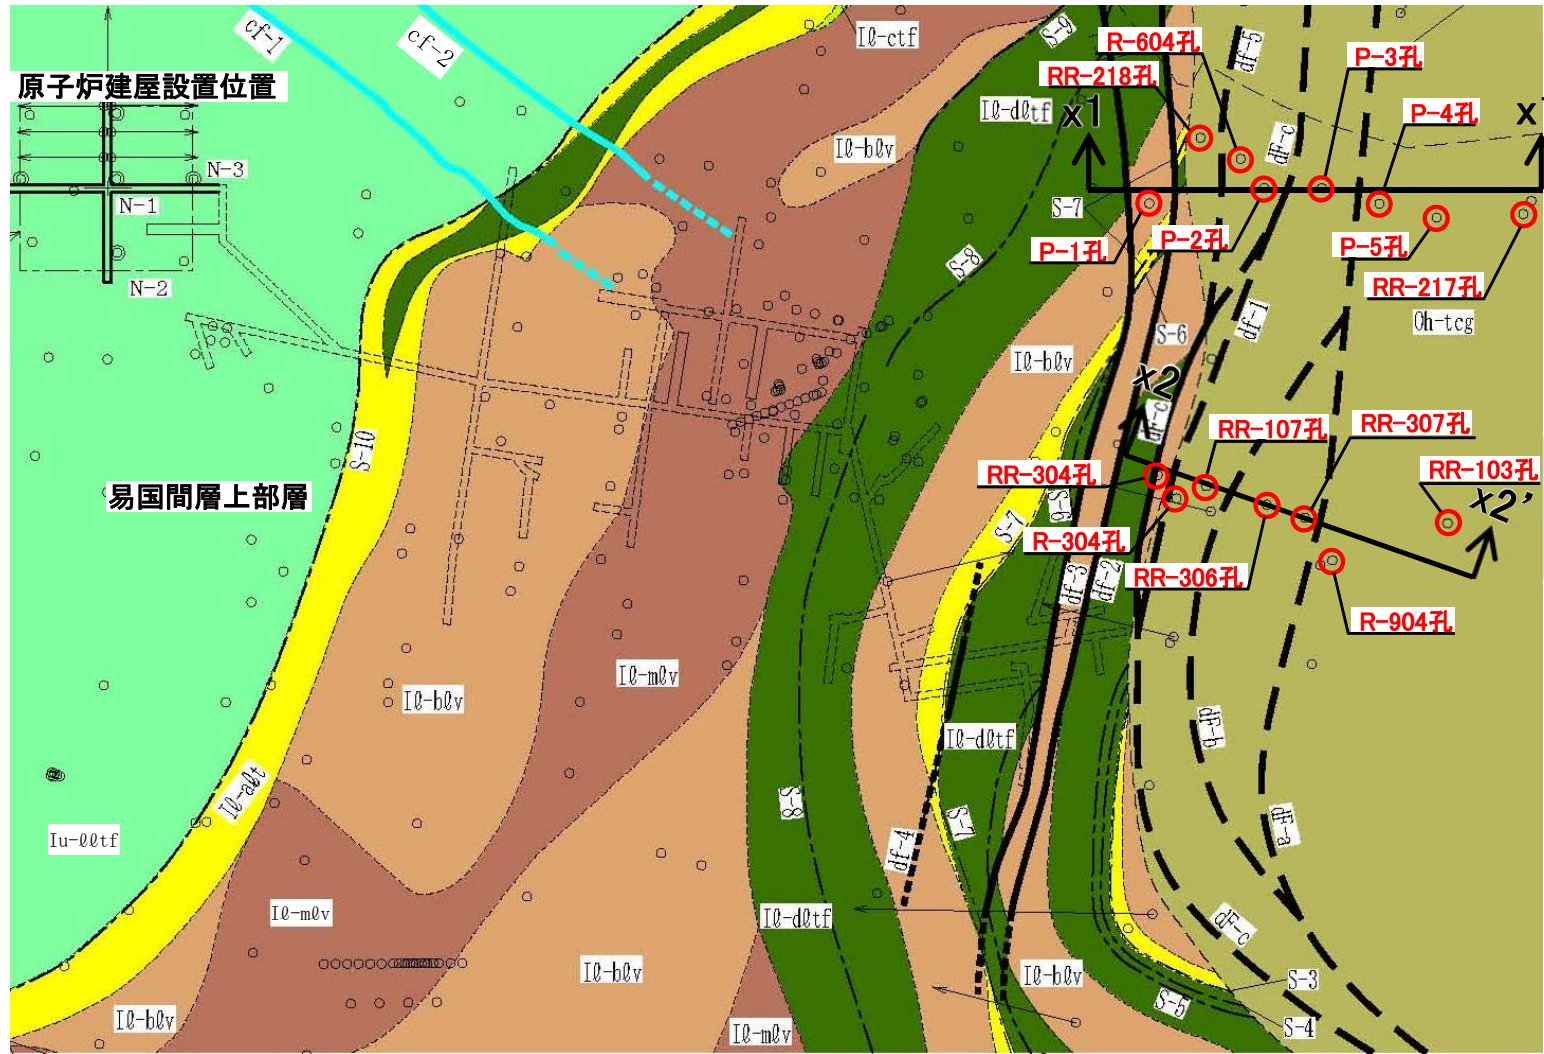 cf-1
cf-2
Iℓ-ctf
S-9
R-604孔
df-5
P-3孔
原子炉建屋設置位置
RR-218孔
P-4孔
Iℓ-dℓtf
x1
dF-c
Iℓ-bℓv
N-3
N-1
S-7
P-1孔
P-2孔
P-5孔
S-8
N-2
RR-217孔
Oh-tcg
df-1
S-6
Iℓ-bℓv
x2
dF-c
RR-107孔
RR-307孔
S-10
RR-304孔
RR-103孔
易国間層上部層
S-6
x2'
S-7
R-304孔
df-3
df-2
RR-306孔
R-904孔
Iℓ-mℓv
Iℓ-bℓv
Iℓ-dℓtf
dF-b
Iℓ-aℓt
S-8
S-7
dF-a
Iu-ℓℓtf
df-4
Iℓ-mℓv
Iℓ-dℓtf
dF-c
Iℓ-bℓv
Iℓ-bℓv
S-3
S-5
Iℓ-bℓv
S-4
Iℓ-mℓv